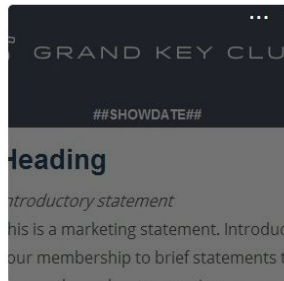 GRAND KEY CLU
##SHOWDATE##
Heading
ntroductory statement
his is a marketing statement. Introduc
our membership to brief statements t